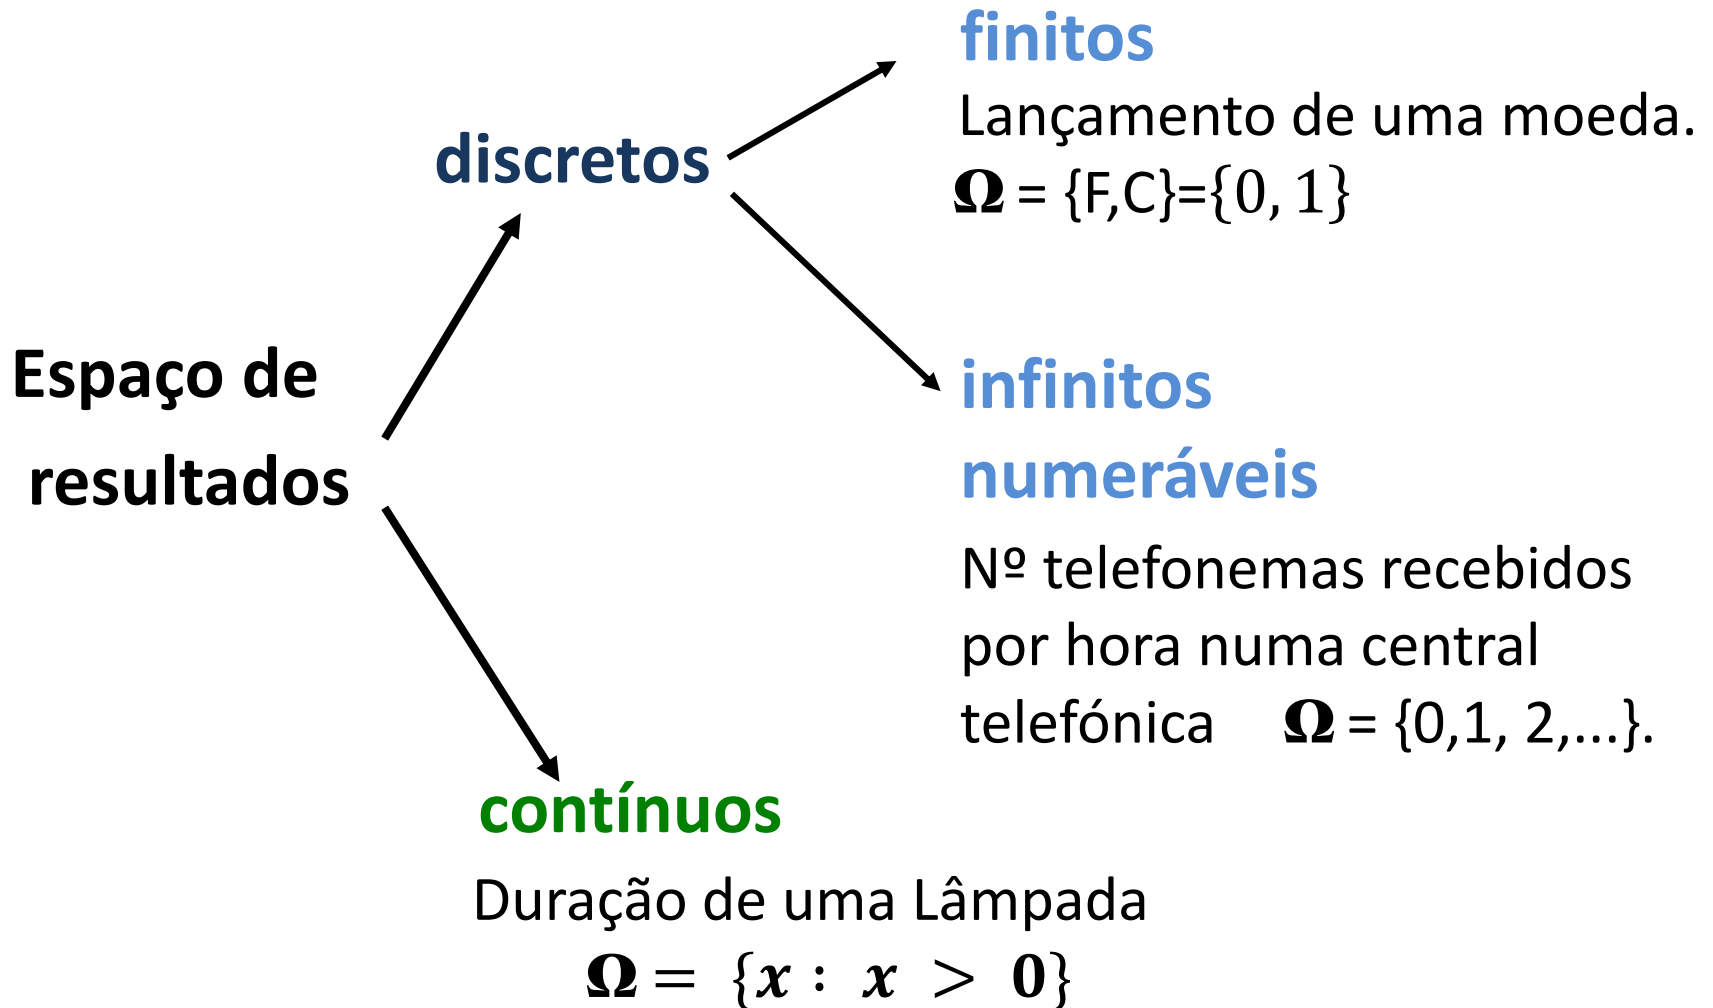 Espaço de
resultados
discretos
finitos
Lançamento de uma moeda.
𝛀 = {F,C}={0, 1}
infinitos
numeráveis
Nº telefonemas recebidos
por hora numa central
telefónica 𝛀 = {0,1, 2,...}.
contínuos
Duração de uma Lâmpada
𝛀 = {𝒙 : 𝒙 > 𝟎}